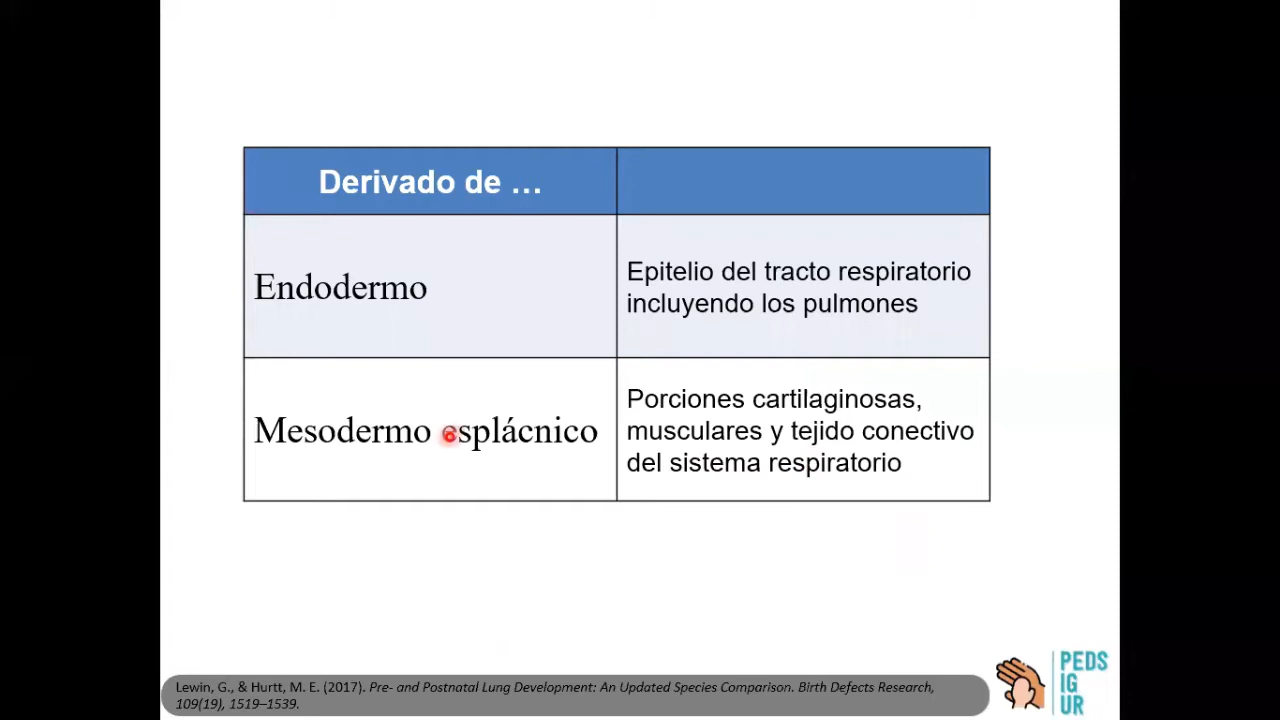 Derivado de …
Endodermo
Epitelio del tracto respiratorio
incluyendo los pulmones
Mesodermo esplácnico
Porciones cartilaginosas,
musculares y tejido conectivo
del sistema respiratorio
Lewin, G., & Hurtt, M. E. (2017). Pre- and Postnatal Lung Development: An Updated Species Comparison. Birth Defects Research,
109(19), 1519–1539.
PEDS
IG
UR